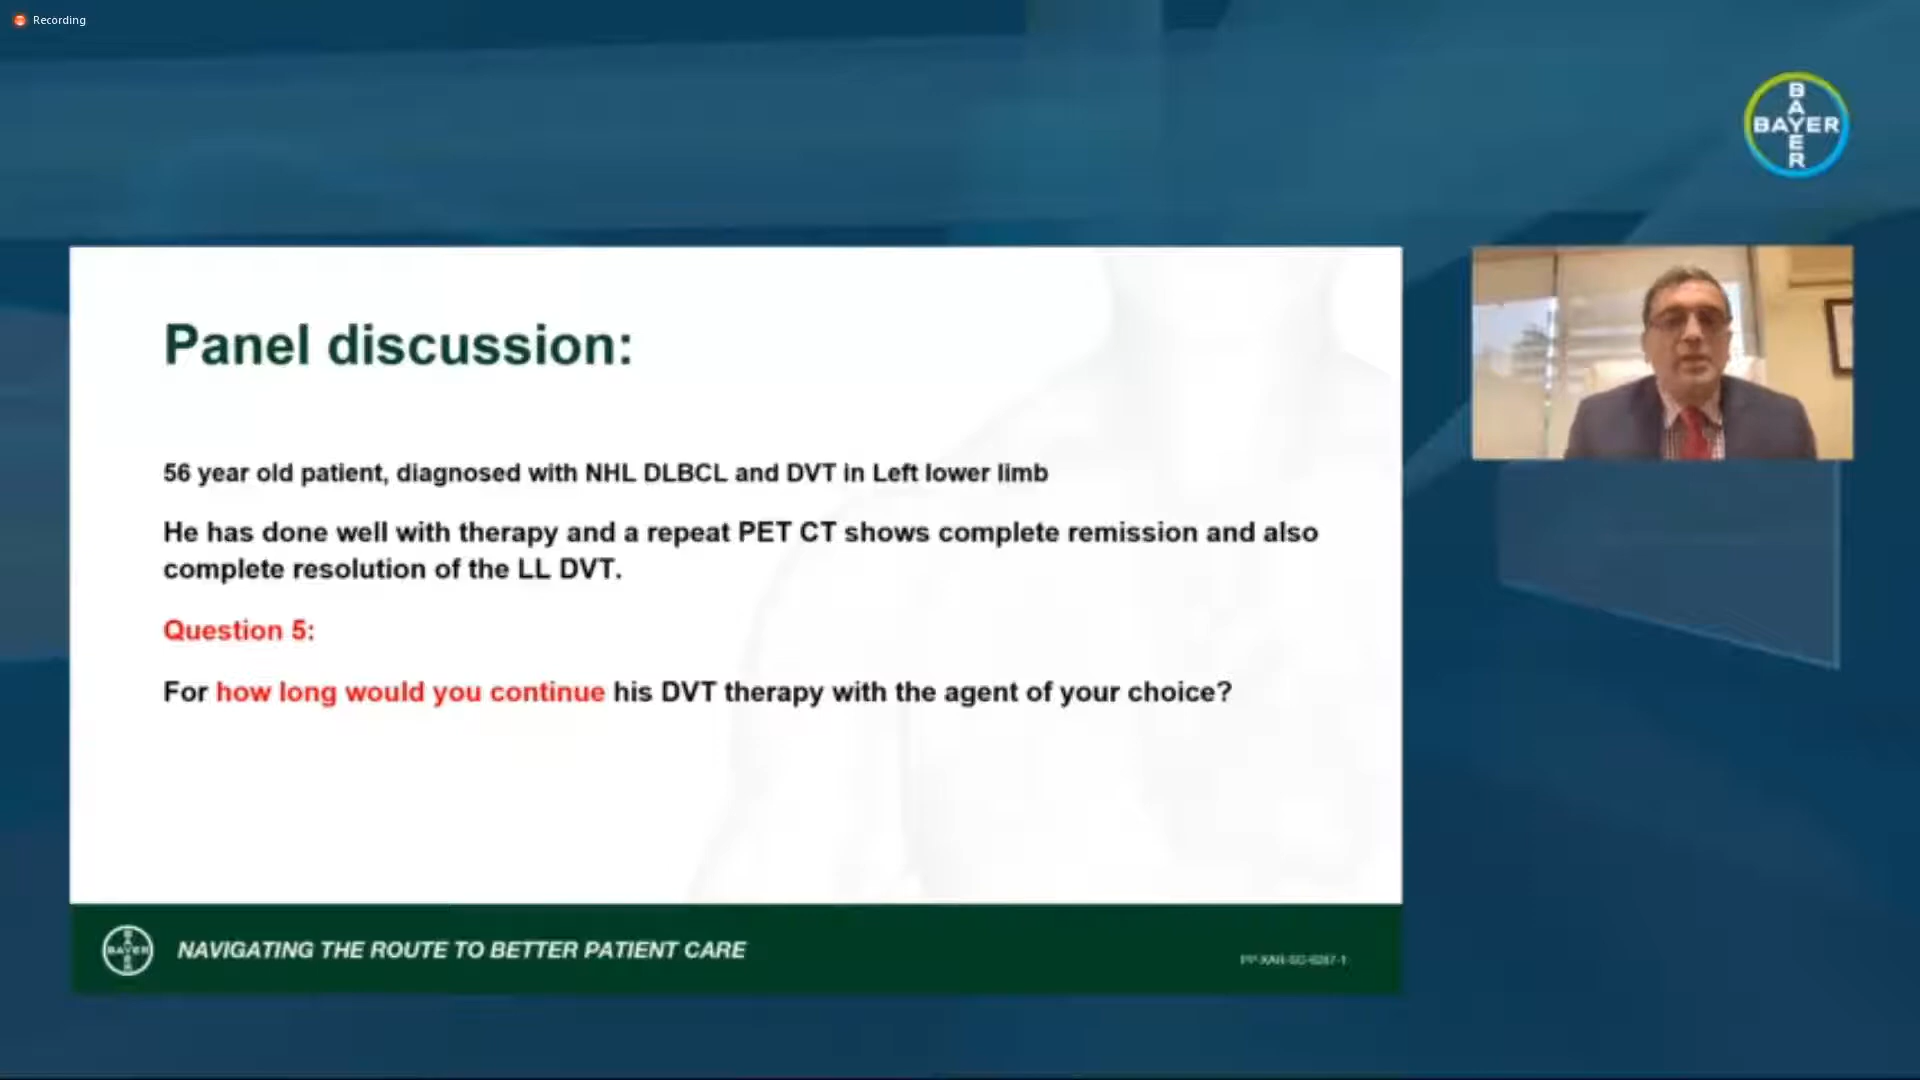 Recording
BAYER
BAYER
Panel discussion:
56 year old patient, diagnosed with NHL DLBCL and DVT in Left lower limb
He has done well with therapy and a repeat PET CT shows complete remission and also
complete resolution of the LL DVT.
Question 5:
For how long would you continue his DVT therapy with the agent of your choice?
BAYER
BAYER
NAVIGATING THE ROUTE TO BETTER PATIENT CARE